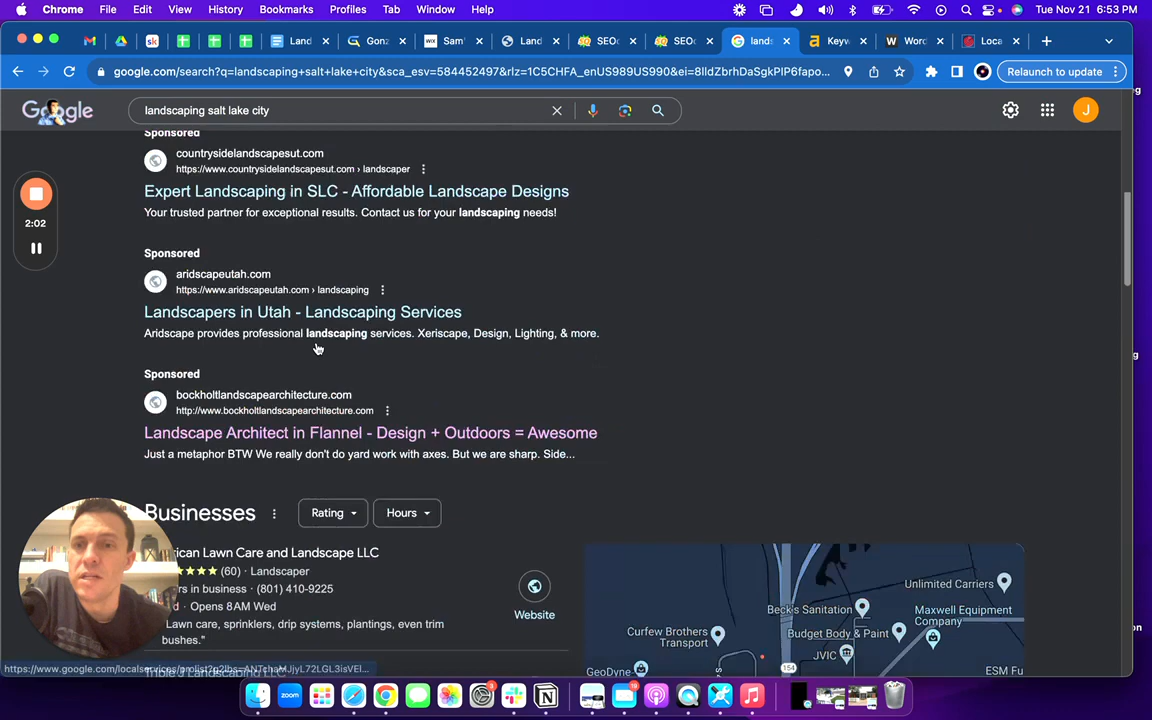 Chrome File Edit View History Bookmarks Profiles Tab Window Help Tue Nov 21 6:53 PM
Land Gonz Sam' Land SEOc SEOc lands Keyw Word Loca
google.com/search?q=landscaping+salt+lake+city&sca_esv=584452497&rlz=1C5CHFA_enUS989US990&ei=8lldZbrhDaSgkPIP6fapo...
Relaunch to update
Google
landscaping salt lake city
J
Sponsored
countrysidelandscapesut.com
https://www.countrysidelandscapesut.com › landscaper
Expert Landscaping in SLC - Affordable Landscape Designs
Your trusted partner for exceptional results. Contact us for your landscaping needs!
2:02
Sponsored
aridscapeutah.com
https://www.aridscapeutah.com › landscaping
Landscapers in Utah - Landscaping Services
Aridscape provides professional landscaping services. Xeriscape, Design, Lighting, & more.
Sponsored
bockholtlandscapearchitecture.com
http://www.bockholtlandscapearchitecture.com
Landscape Architect in Flannel - Design + Outdoors = Awesome
Just a metaphor BTW We really don't do yard work with axes. But we are sharp. Side...
Businesses
Rating
Hours
rican Lawn Care and Landscape LLC
(60) · Landscaper
rs in business · (801) 410-9225
d · Opens 8AM Wed
Lawn care, sprinklers, drip systems, plantings, even trim
bushes."
Website
Unlimited Carriers
Beck's Sanitation
Maxwell Equipment
Company
Curfew Brothers
Transport
Budget Body & Paint
JVIC
GeoDyne
154
ESM Fu
zoom